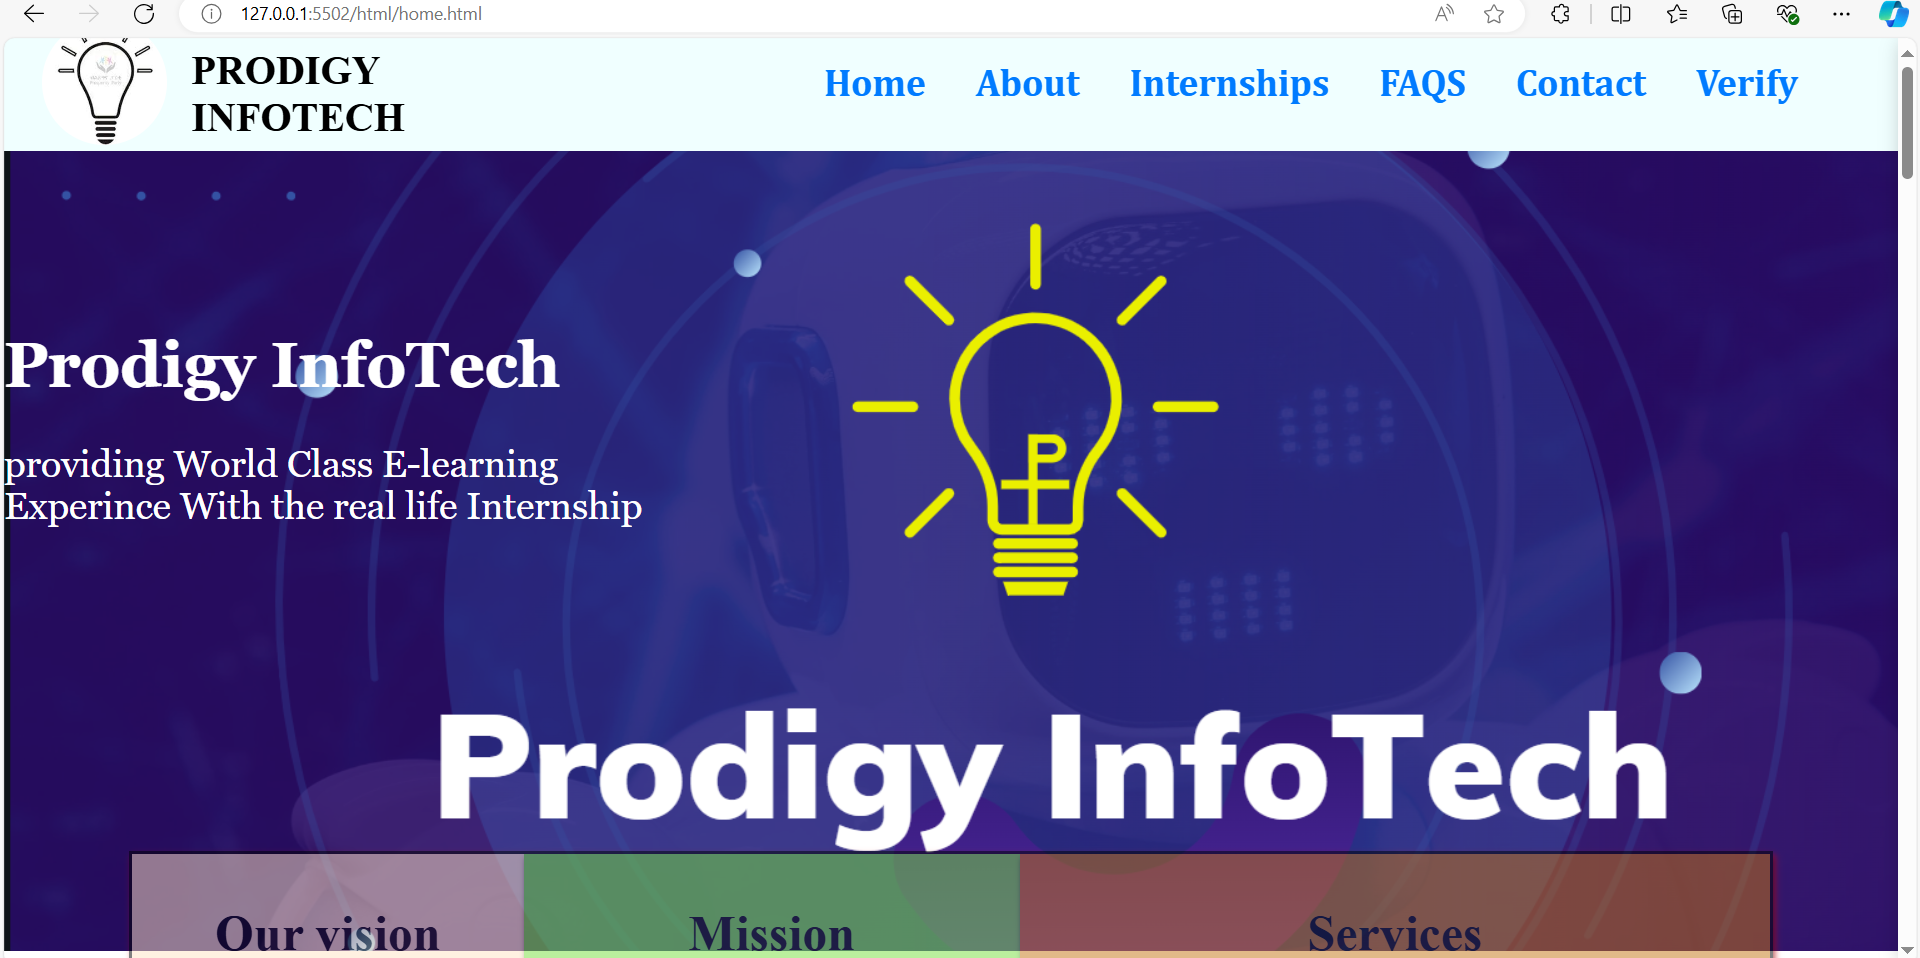 127.0.0.1:5502/html/home.html
PRODIGY
INFOTECH
Home About Internships FAQS Contact Verify
Prodigy InfoTech
providing World Class E-learning
Experince With the real life Internship
P
Prodigy InfoTech
Our vision Mission Services